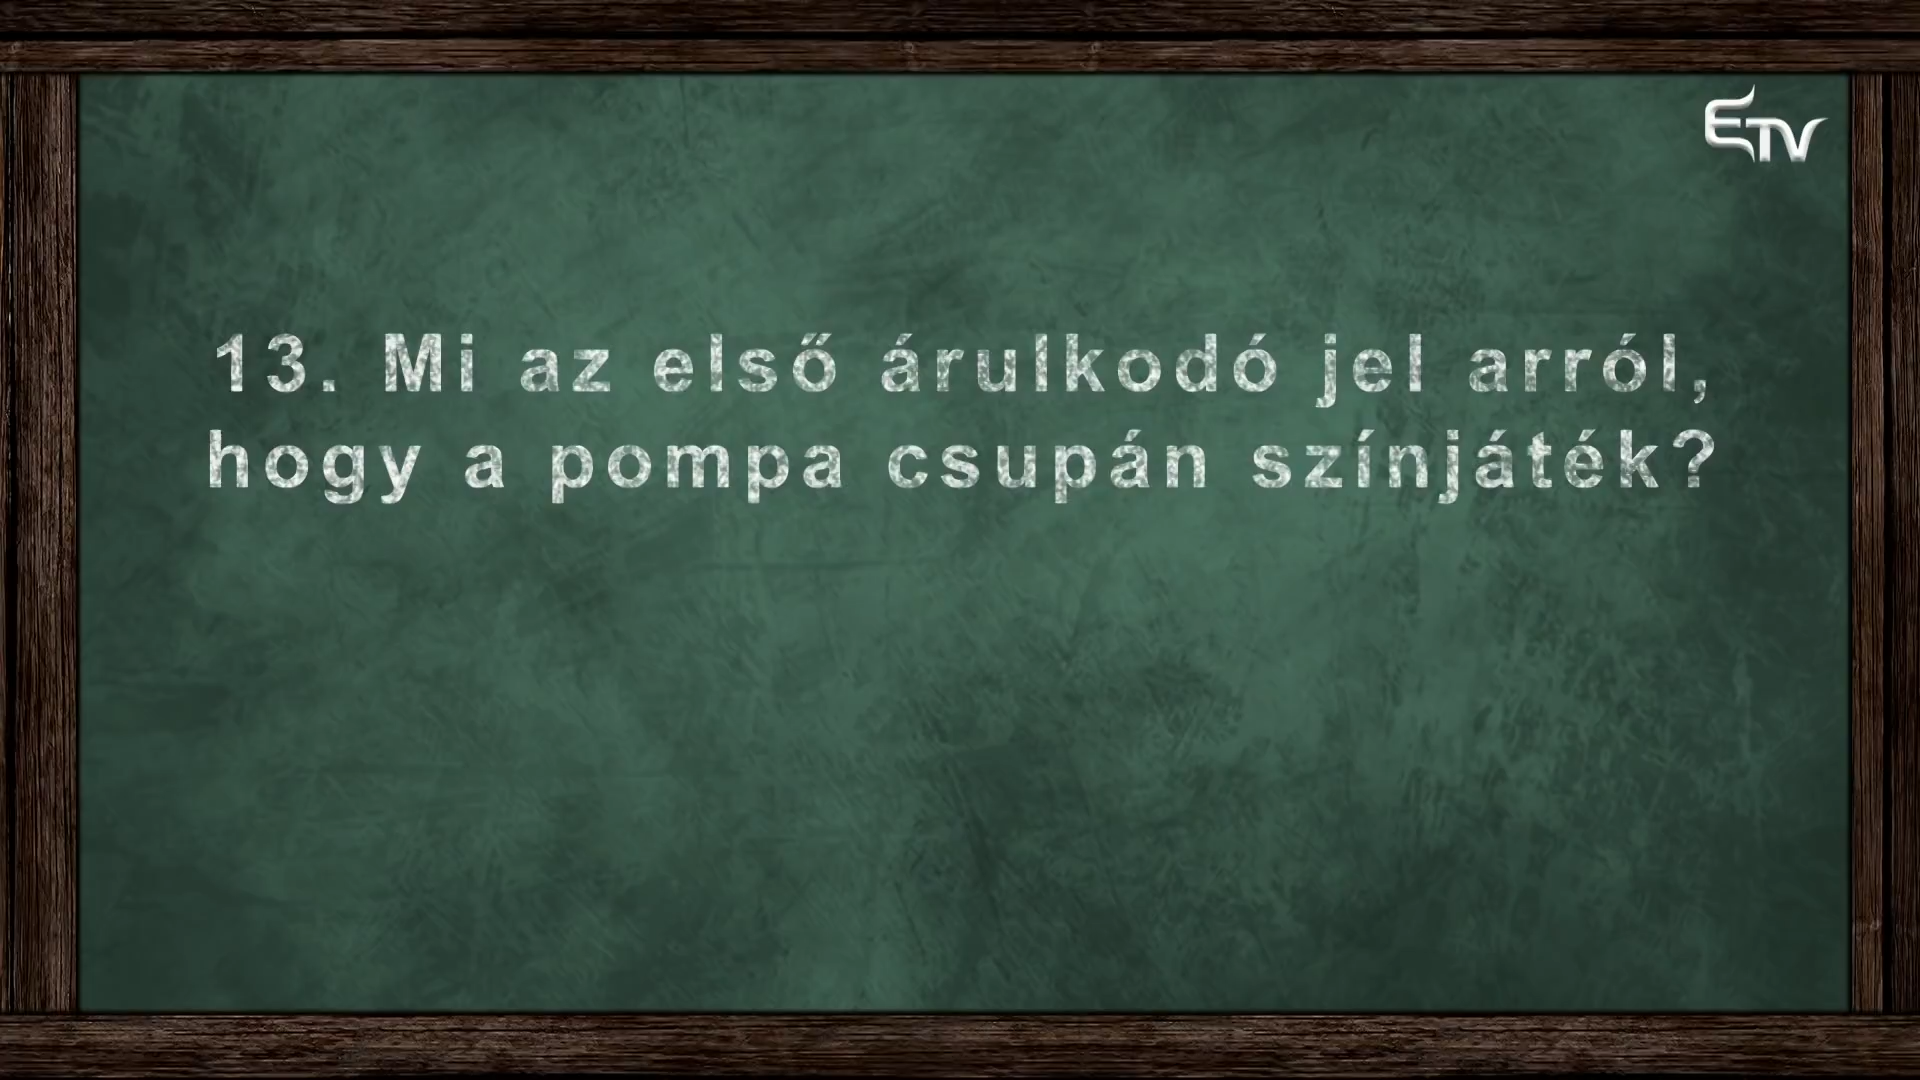 ETV
13. Mi az első árulkodó jel arról,
hogy a pompa csupán színjáték?